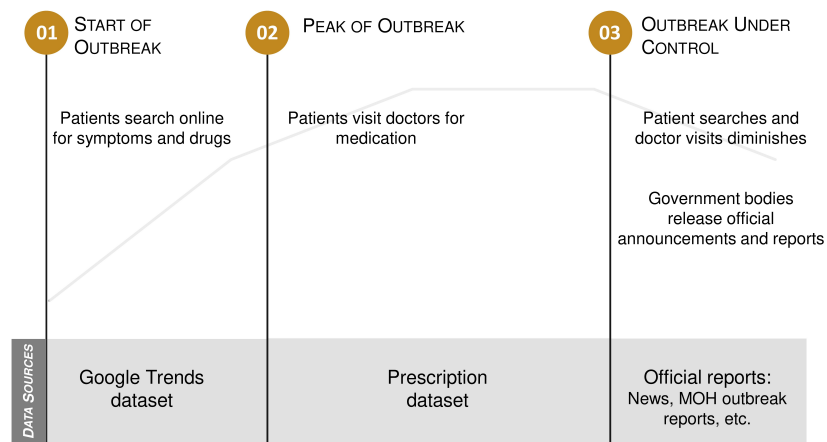 01
START OF
OUTBREAK
02
PEAK OF OUTBREAK
03
OUTBREAK UNDER
CONTROL
Patients search online
for symptoms and drugs
Patients visit doctors for
medication
Patient searches and
doctor visits diminishes
Government bodies
release official
announcements and reports
DATA SOURCES
Google Trends
dataset
Prescription
dataset
Official reports:
News, MOH outbreak
reports, etc.